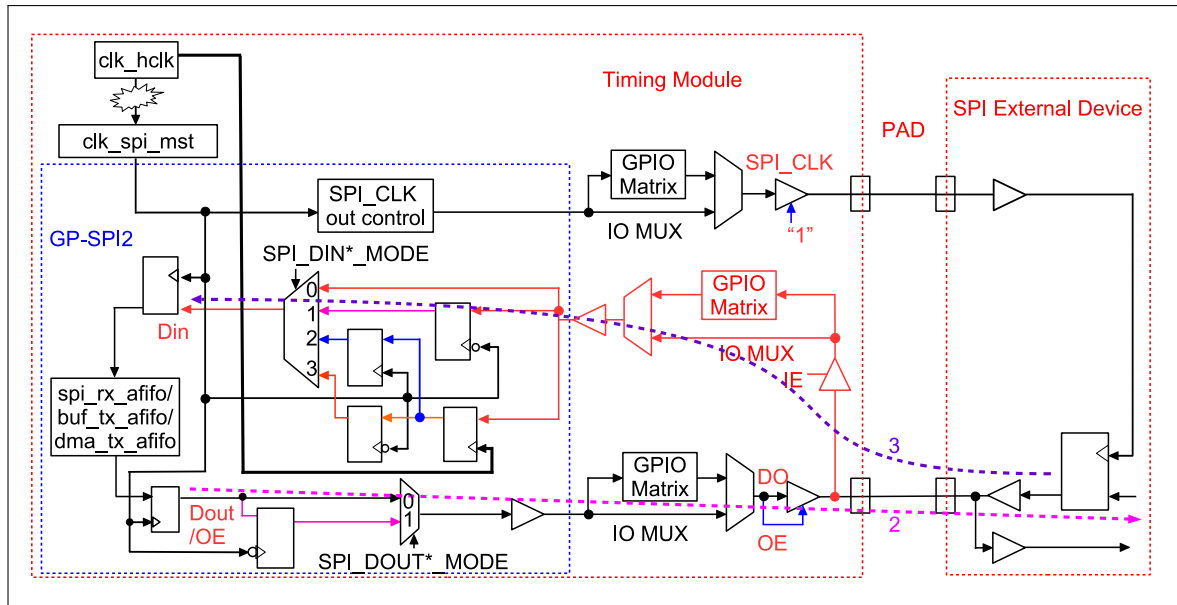 clk_hclk
Timing Module
PAD
SPI External Device
clk_spi_mst
GPIO
Matrix
SPI_CLK
SPI_CLK
out control
IO MUX
“1”
GP-SPI2
SPI_DIN*_MODE
0
1
2
3
Din
GPIO
Matrix
IO MUX
IE
spi_rx_afifo/
buf_tx_afifo/
dma_tx_afifo
3
GPIO
Matrix
DO
Dout
/OE
0
1
IO MUX
OE
2
SPI_DOUT*_MODE